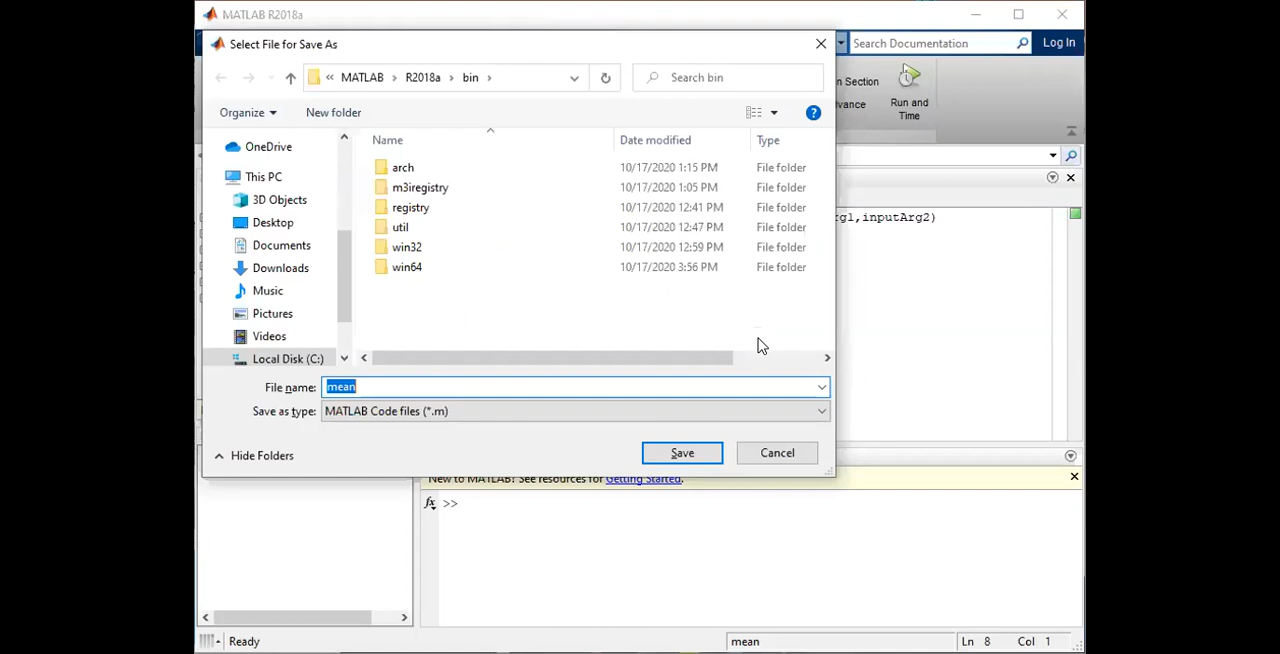 MATLAB R2018a
Select File for Save As
Search Documentation
Log In
« MATLAB > R2018a > bin >
Search bin
n Section
vance
Run and
Time
Organize
New folder
Name
Date modified
Type
OneDrive
This PC
3D Objects
Desktop
Documents
Downloads
Music
Pictures
Videos
Local Disk (C:)
arch 10/17/2020 1:15 PM File folder
m3iregistry 10/17/2020 1:05 PM File folder
registry 10/17/2020 12:41 PM File folder
util 10/17/2020 12:47 PM File folder
win32 10/17/2020 12:59 PM File folder
win64 10/17/2020 3:56 PM File folder
rg1,inputArg2)
File name: mean
Save as type: MATLAB Code files (*.m)
Hide Folders
Save
Cancel
New to MATLAB? See resources for Getting Started.
fx >>
Ready
mean
Ln 8 Col 1